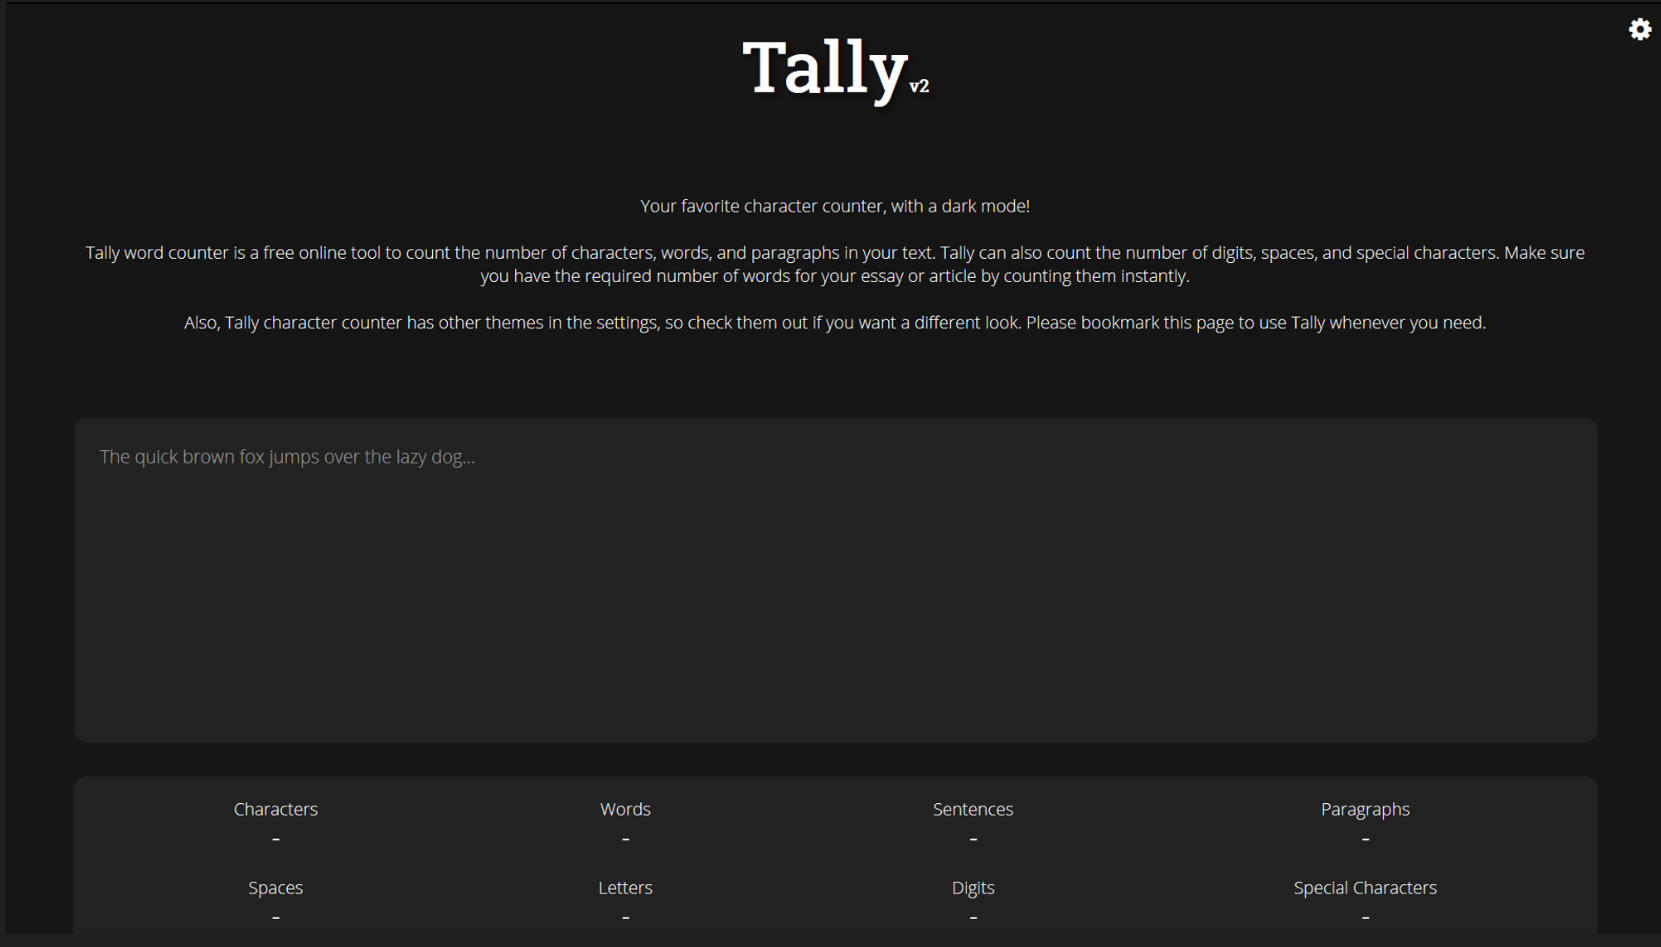 Tally v2
Your favorite character counter, with a dark mode!
Tally word counter is a free online tool to count the number of characters, words, and paragraphs in your text. Tally can also count the number of digits, spaces, and special characters. Make sure
you have the required number of words for your essay or article by counting them instantly.
Also, Tally character counter has other themes in the settings, so check them out if you want a different look. Please bookmark this page to use Tally whenever you need.
The quick brown fox jumps over the lazy dog...
Characters Words Sentences Paragraphs
- - - -
Spaces Letters Digits Special Characters
- - - -